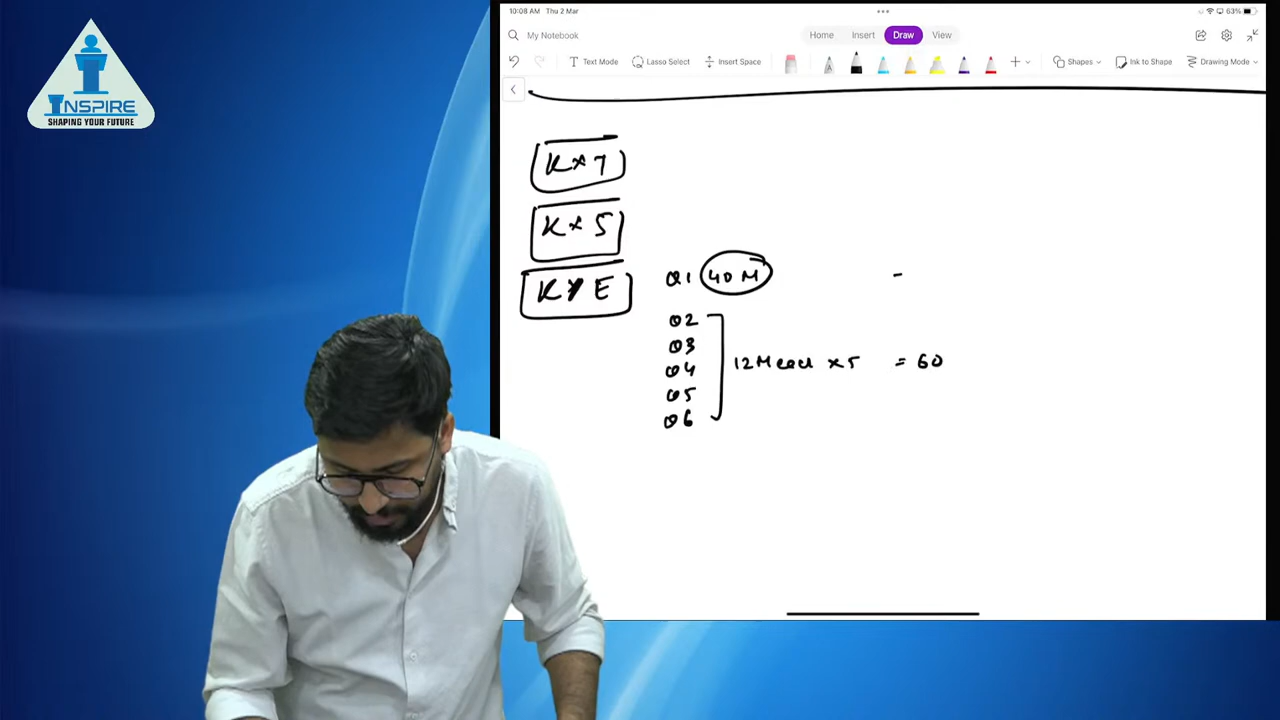 INSPIRE
SHAPING YOUR FUTURE
10:08 AM Thu 2 Mar
63%
My Notebook
Home Insert Draw View
Text Mode Lasso Select Insert Space Shapes Ink to Shape Drawing Mode
K × 7
K × 5
K Y E
Q1 40 M =
Q2
Q3
Q4 12 M each × 5 = 60
Q5
Q6